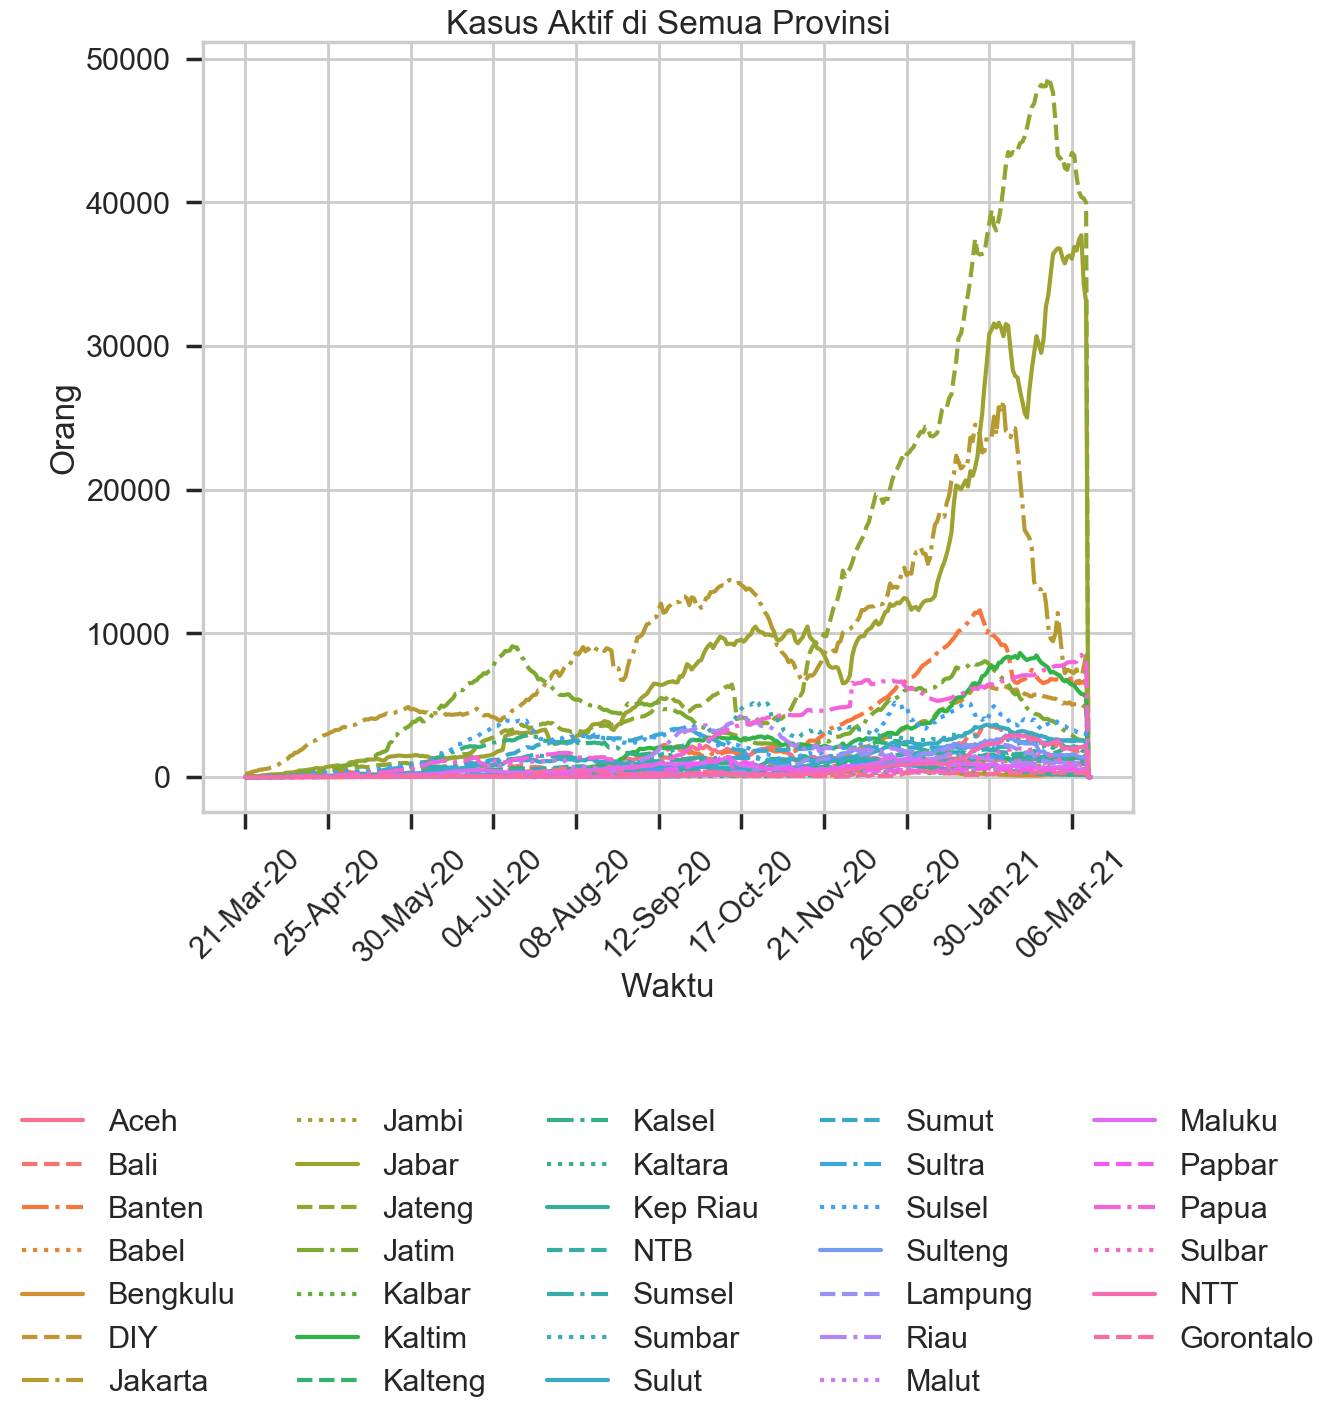 Kasus Aktif di Semua Provinsi
50000
40000
30000
20000
10000
0
Orang
21-Mar-20
25-Apr-20
30-May-20
04-Jul-20
08-Aug-20
12-Sep-20
17-Oct-20
21-Nov-20
26-Dec-20
30-Jan-21
06-Mar-21
Waktu
Aceh
Bali
Banten
Babel
Bengkulu
DIY
Jakarta
Jambi
Jabar
Jateng
Jatim
Kalbar
Kaltim
Kalteng
Kalsel
Kaltara
Kep Riau
NTB
Sumsel
Sumbar
Sulut
Sumut
Sultra
Sulsel
Sulteng
Lampung
Riau
Malut
Maluku
Papbar
Papua
Sulbar
NTT
Gorontalo